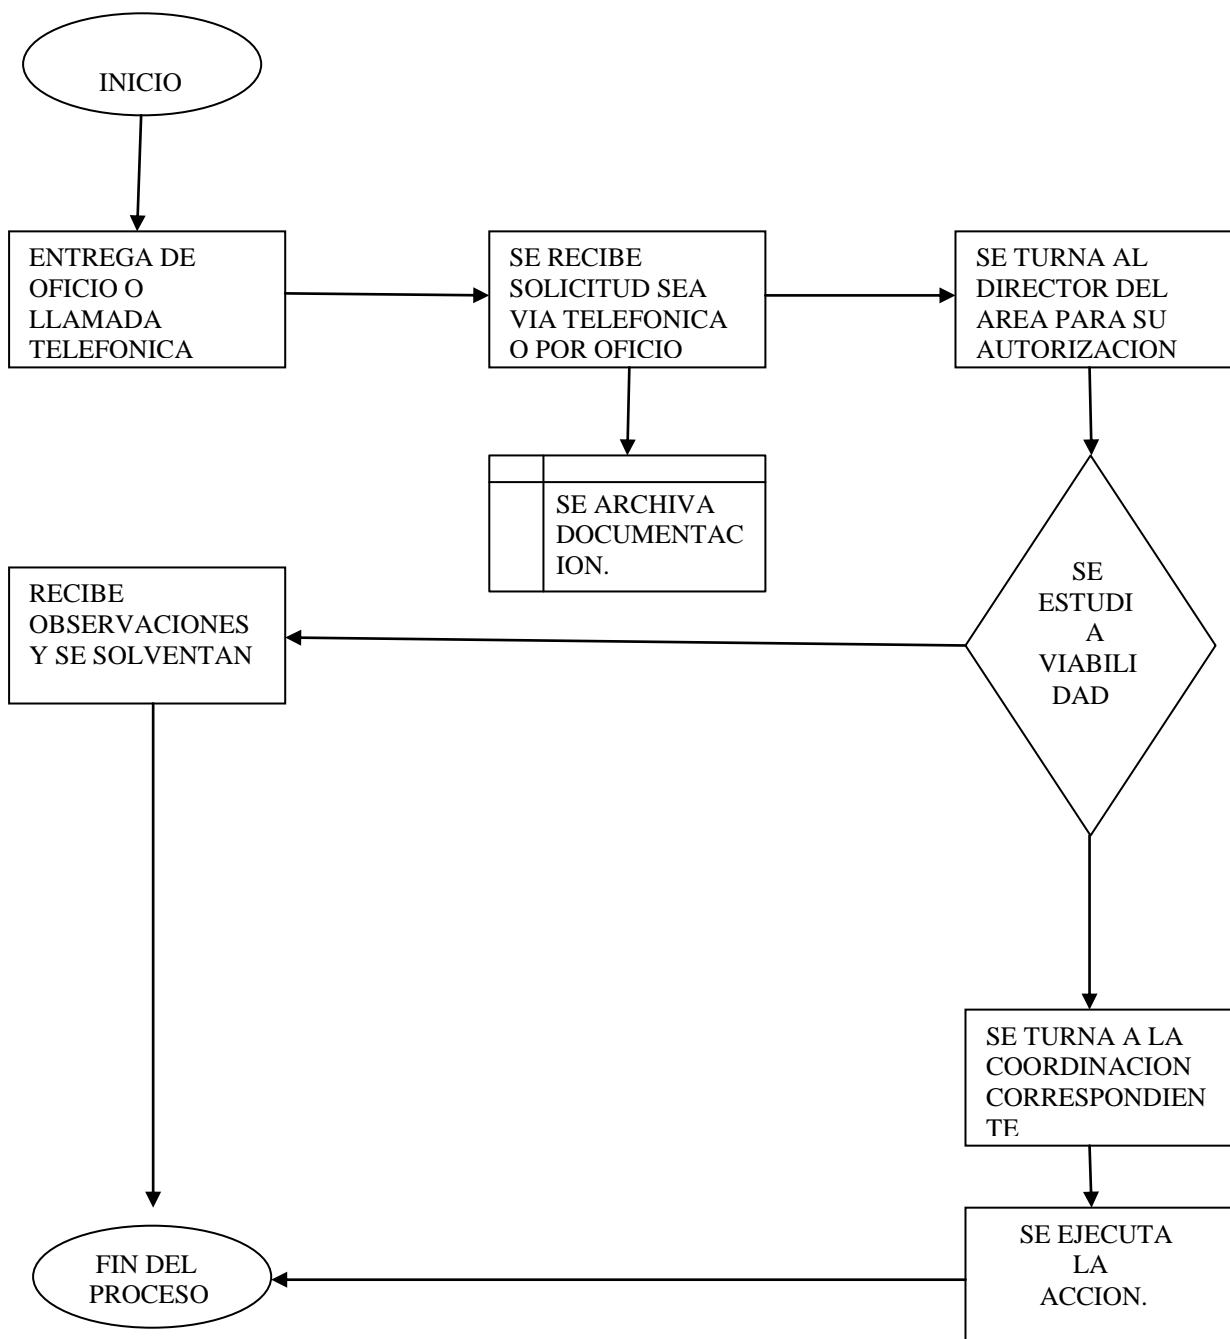 INICIO
ENTREGA DE
OFICIO O
LLAMADA
TELEFONICA
SE RECIBE
SOLICITUD SEA
VIA TELEFONICA
O POR OFICIO
SE TURNA AL
DIRECTOR DEL
AREA PARA SU
AUTORIZACION
SE ARCHIVA
DOCUMENTAC
ION.
SE
ESTUDI
A
VIABILI
DAD
RECIBE
OBSERVACIONES
Y SE SOLVENTAN
SE TURNA A LA
COORDINACION
CORRESPONDIEN
TE
SE EJECUTA
LA
ACCION.
FIN DEL
PROCESO